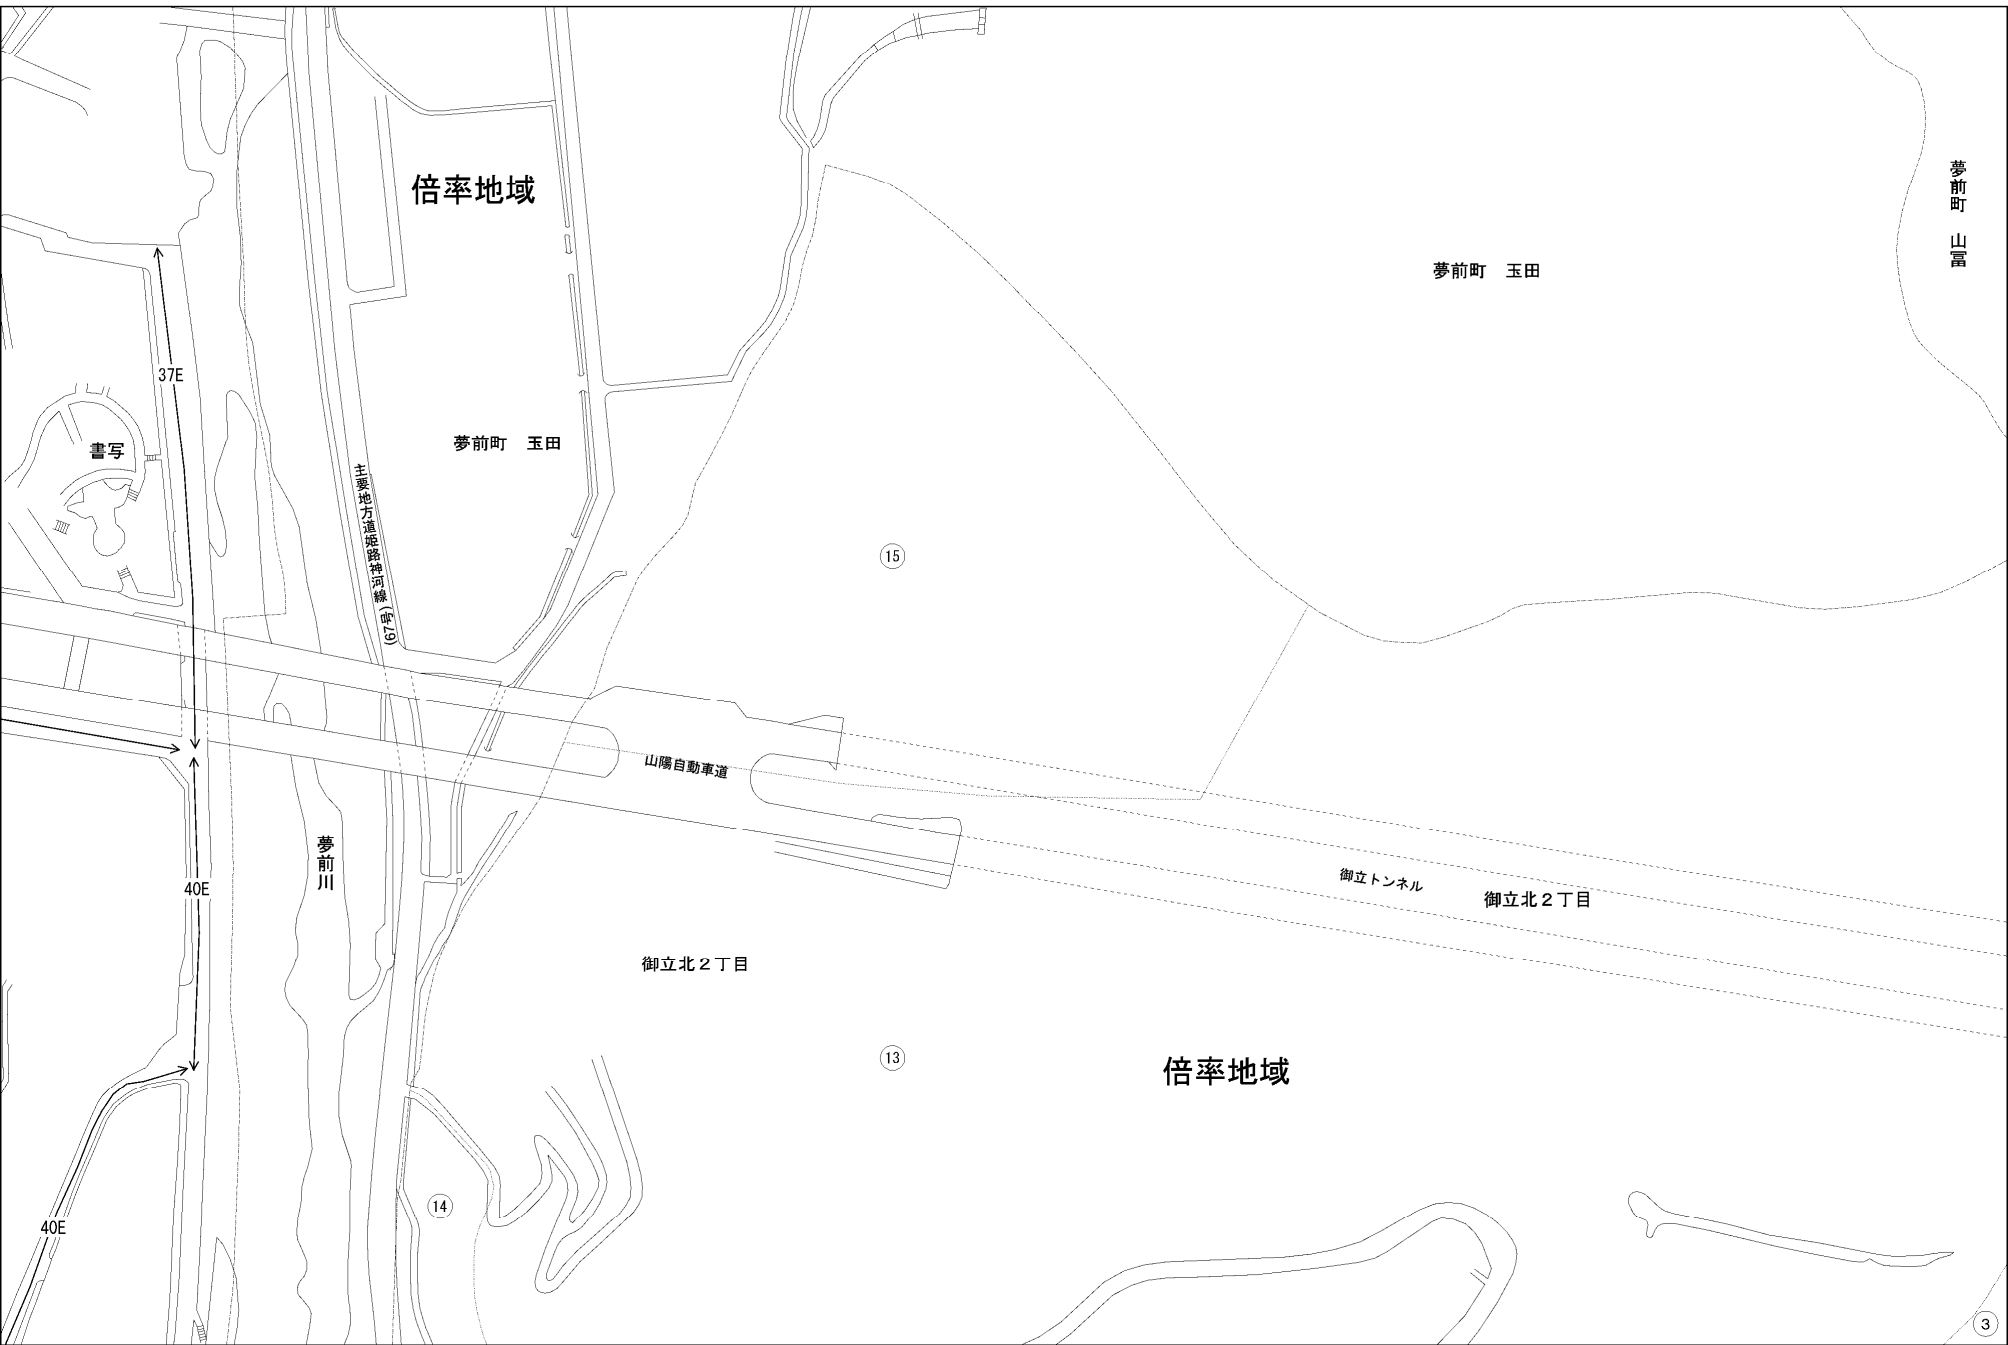 倍率地域
夢前町　山冨
夢前町　玉田
37E
書写
夢前町　玉田
主要地方道姫路神河線(67号)
15
山陽自動車道
夢前川
40E
御立トンネル
御立北２丁目
御立北２丁目
13
倍率地域
14
40E
3